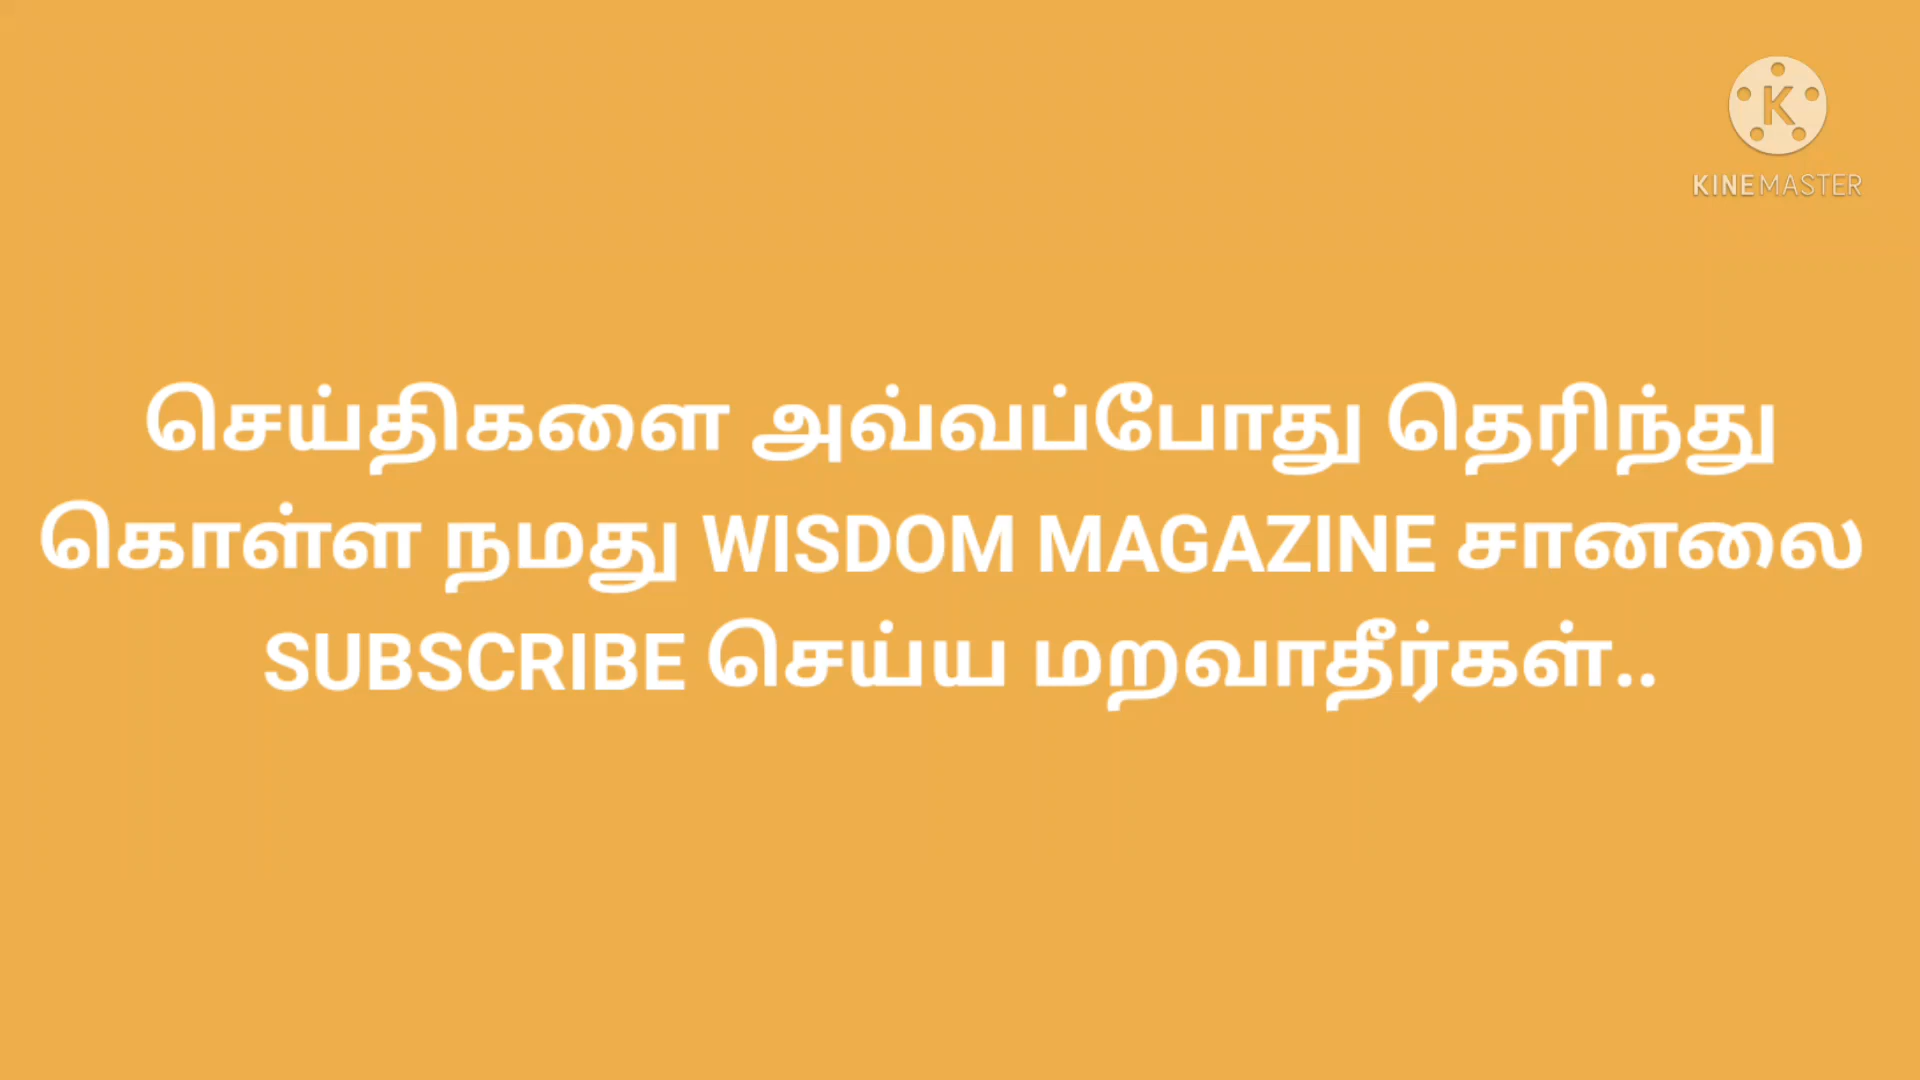 KINEMASTER
செய்திகளை அவ்வப்போது தெரிந்து
கொள்ள நமது WISDOM MAGAZINE சானலை
SUBSCRIBE செய்ய மறவாதீர்கள்..